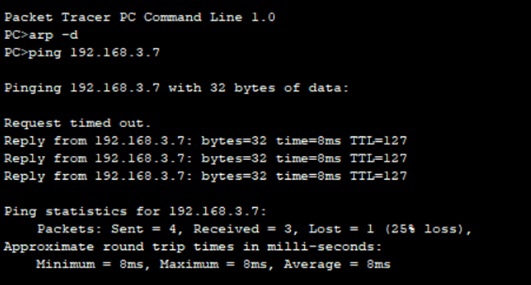 Packet Tracer PC Command Line 1.0
PC>arp -d
PC>ping 192.168.3.7
Pinging 192.168.3.7 with 32 bytes of data:
Request timed out.
Reply from 192.168.3.7: bytes=32 time=8ms TTL=127
Reply from 192.168.3.7: bytes=32 time=8ms TTL=127
Reply from 192.168.3.7: bytes=32 time=8ms TTL=127
Ping statistics for 192.168.3.7:
Packets: Sent = 4, Received = 3, Lost = 1 (25% loss),
Approximate round trip times in milli-seconds:
Minimum = 8ms, Maximum = 8ms, Average = 8ms